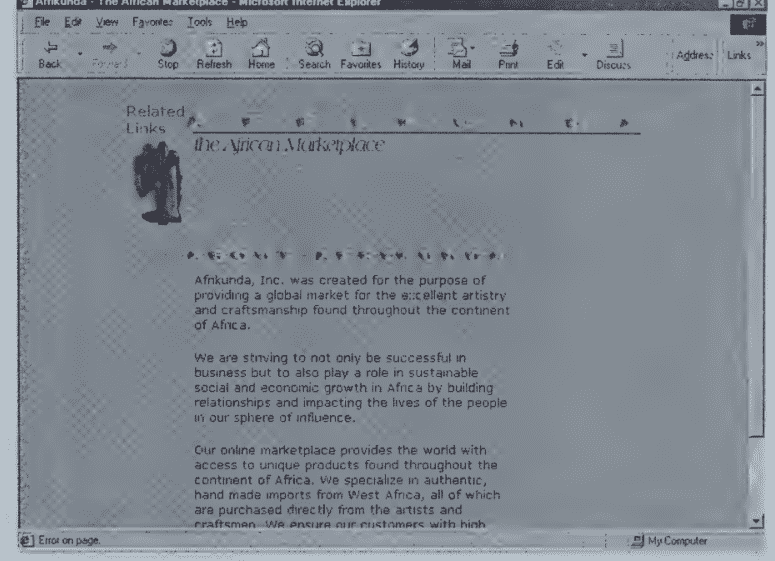 Afrikunda - The African Marketplace - Microsoft Internet Explorer
File Edit View Favorites Tools Help
Back Forward Stop Refresh Home Search Favorites History Mail Print Edit Discuss Address Links
Related
Links
the African Marketplace
Afrikunda, Inc. was created for the purpose of
providing a global market for the excellent artistry
and craftsmanship found throughout the continent
of Africa.
We are striving to not only be successful in
business but to also play a role in sustainable
social and economic growth in Africa by building
relationships and impacting the lives of the people
in our sphere of influence.
Our online marketplace provides the world with
access to unique products found throughout the
continent of Africa. We specialize in authentic,
hand made imports from West Africa, all of which
are purchased directly from the artists and
craftsmen. We ensure our customers with high
Error on page.
My Computer